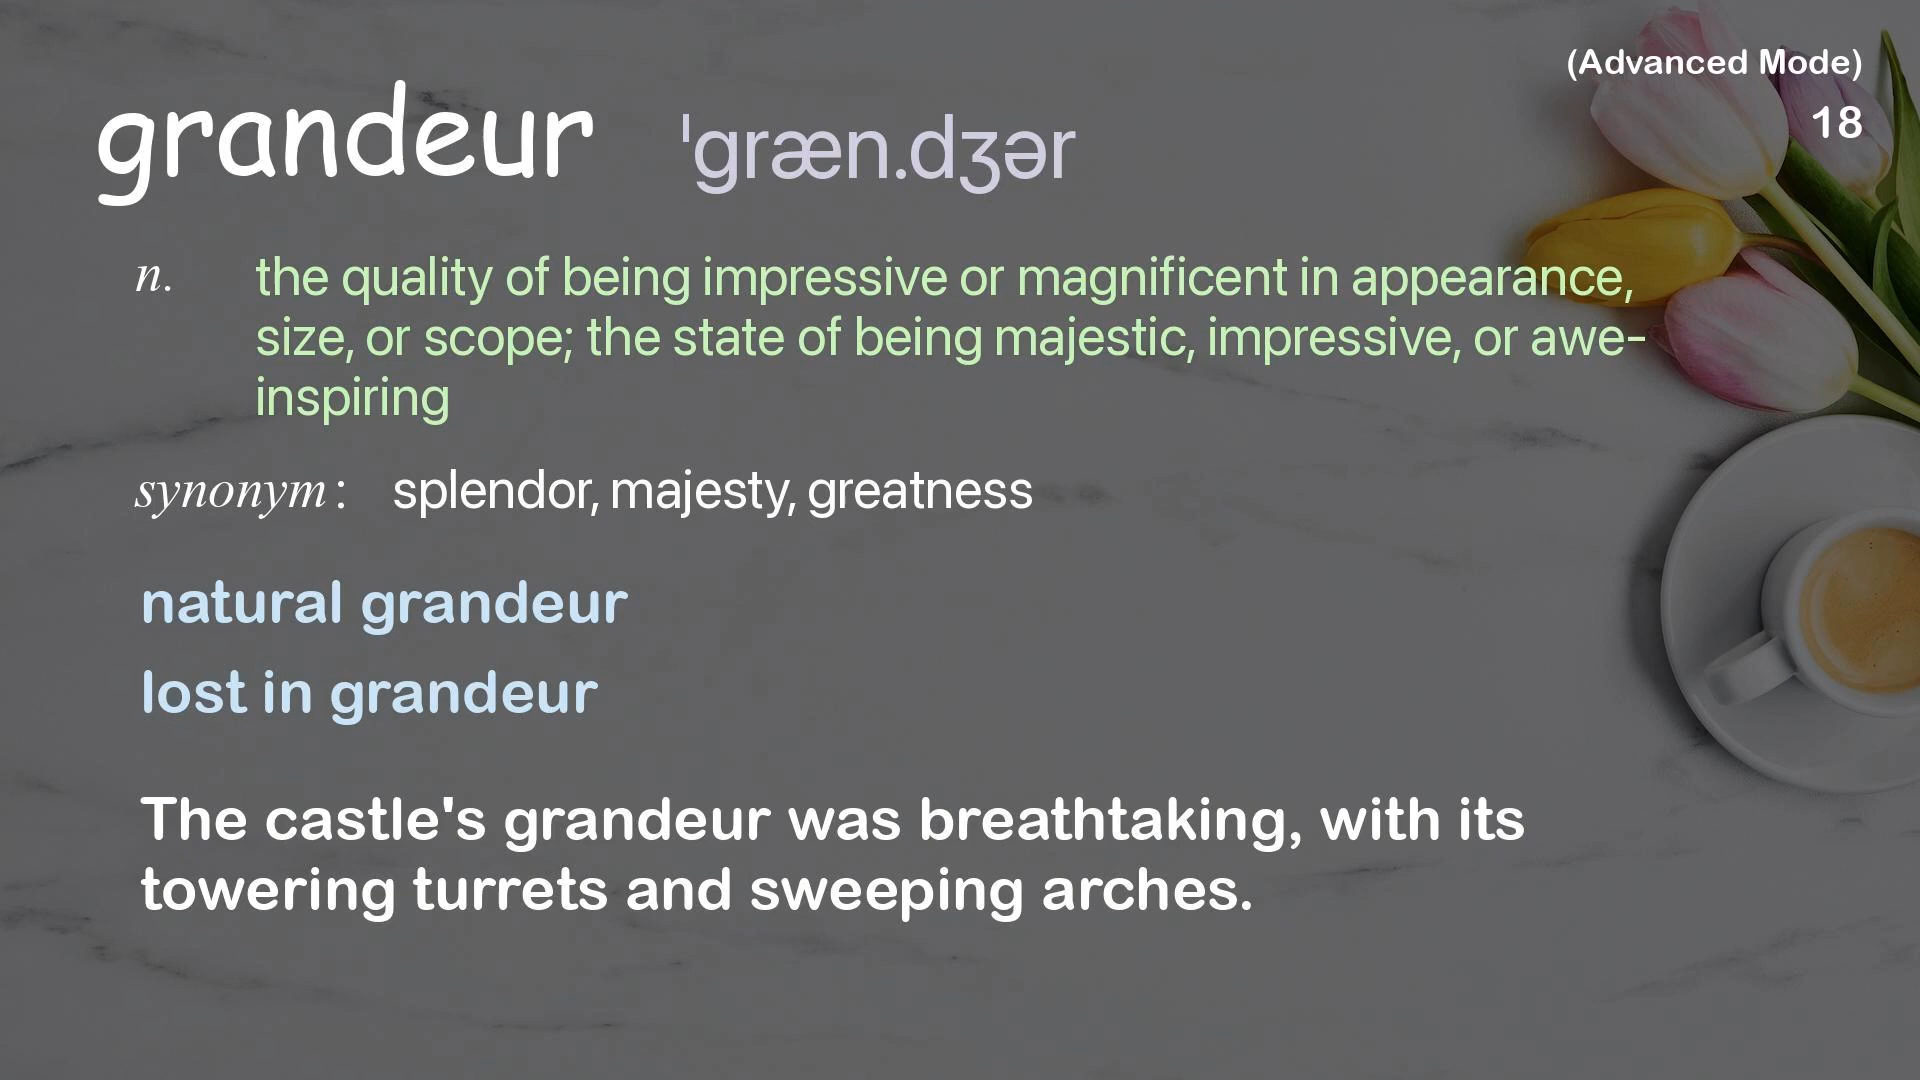 (Advanced Mode)
18
grandeur ˈɡræn.dʒər
n. the quality of being impressive or magnificent in appearance,
size, or scope; the state of being majestic, impressive, or awe-
inspiring
synonym: splendor, majesty, greatness
natural grandeur
lost in grandeur
The castle's grandeur was breathtaking, with its
towering turrets and sweeping arches.